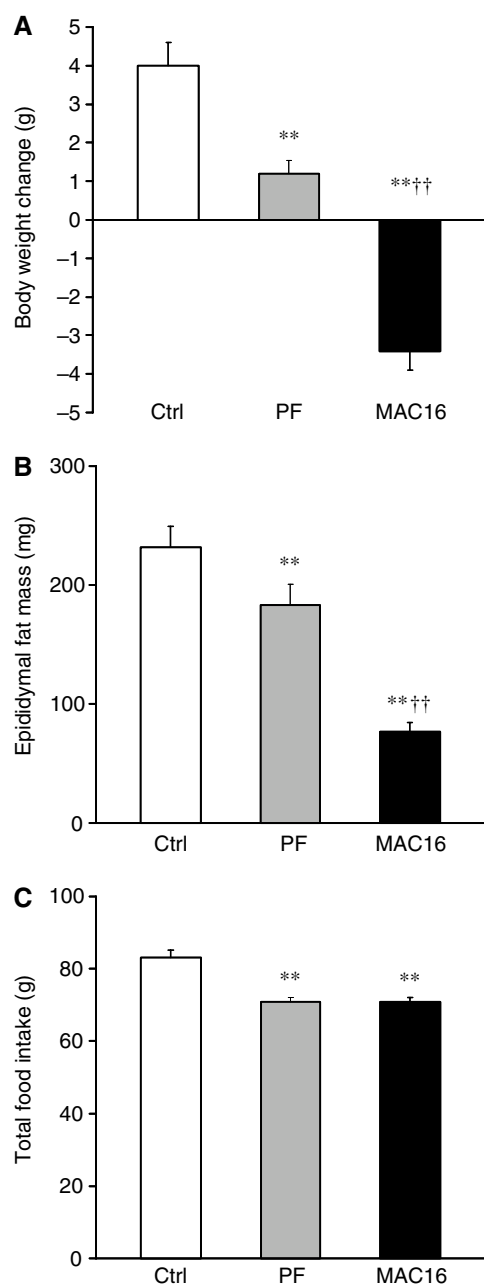 A
Body weight change (g)
5
4
3
2
1
0
−1
−2
−3
−4
−5
**
**††
Ctrl PF MAC16
B
Epididymal fat mass (mg)
300
200
100
0
**
**††
Ctrl PF MAC16
C
Total food intake (g)
100
80
60
40
20
0
** **
Ctrl PF MAC16